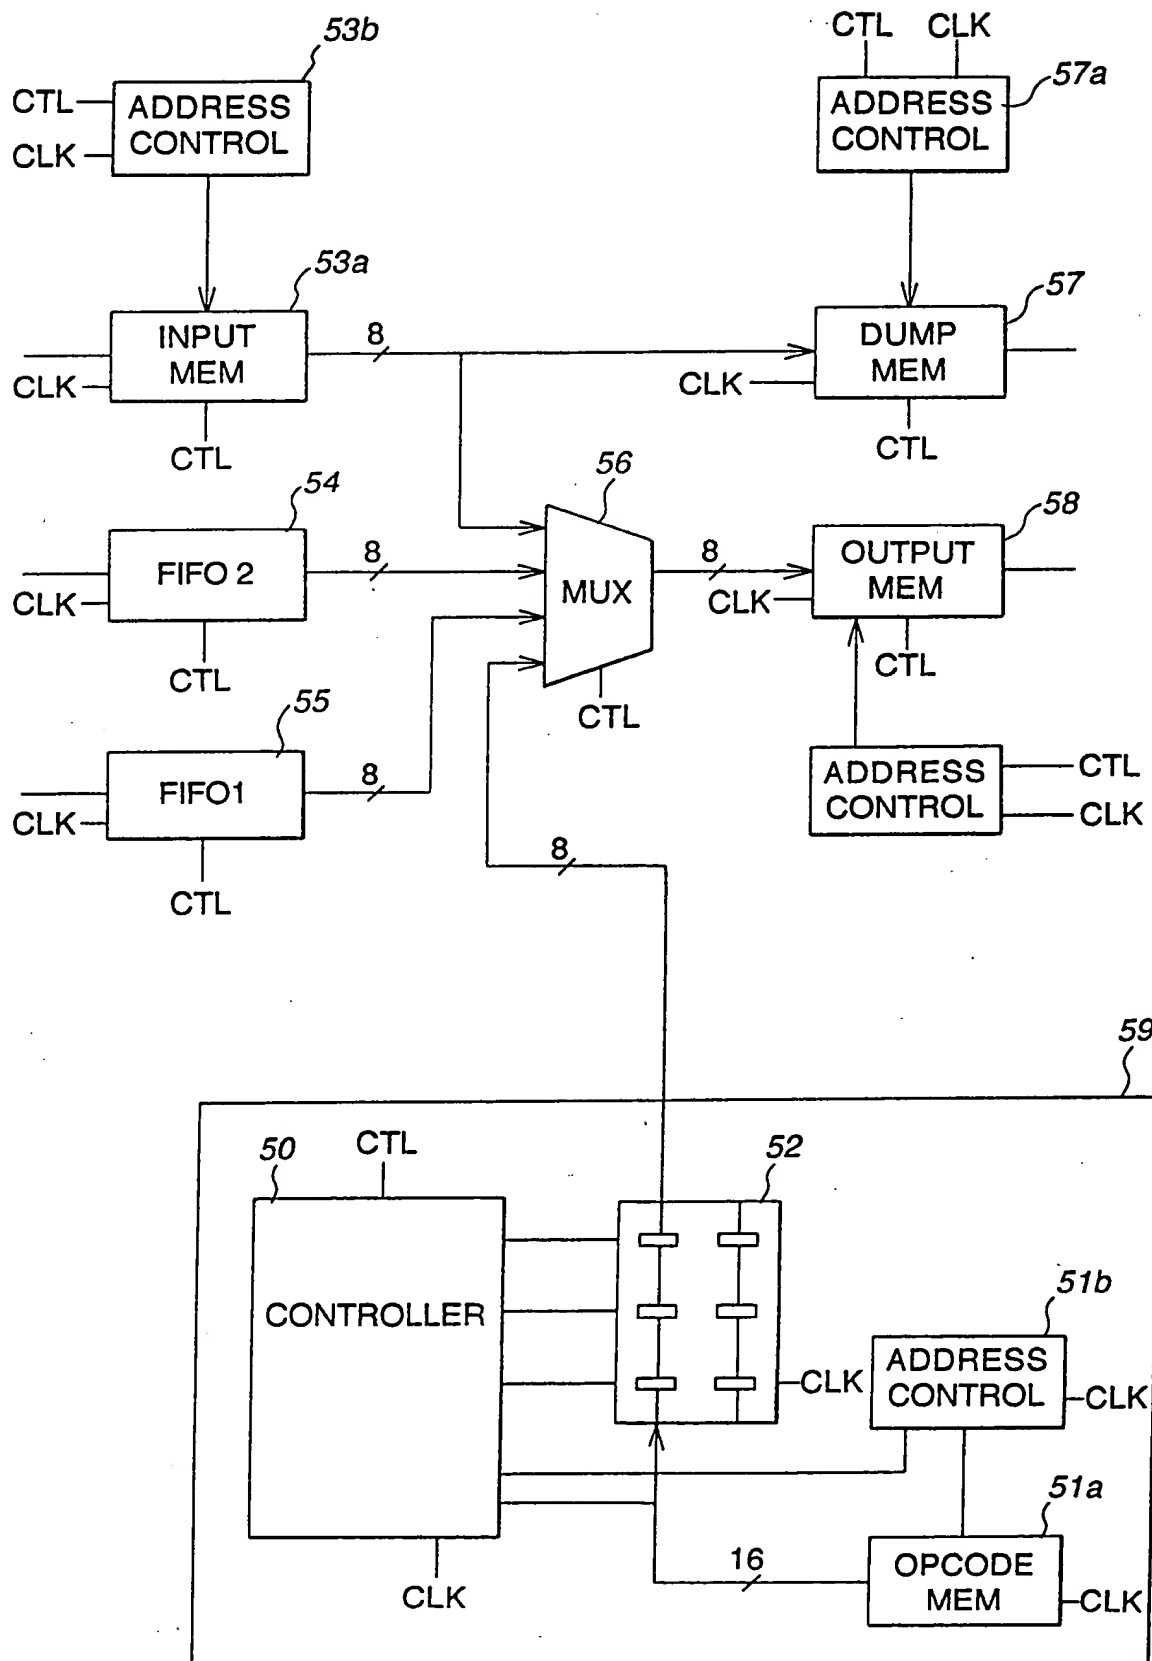 53b
CTL
CLK
ADDRESS
CONTROL
CTL CLK
57a
ADDRESS
CONTROL
53a
INPUT
MEM
CLK
CTL
8
57
DUMP
MEM
CLK
CTL
54
FIFO 2
CLK
CTL
8
56
MUX
CTL
8
58
OUTPUT
MEM
CLK
CTL
55
FIFO1
CLK
CTL
8
ADDRESS
CONTROL
CTL
CLK
8
59
50
CTL
CONTROLLER
CLK
52
CLK
51b
ADDRESS
CONTROL
CLK
51a
16
OPCODE
MEM
CLK